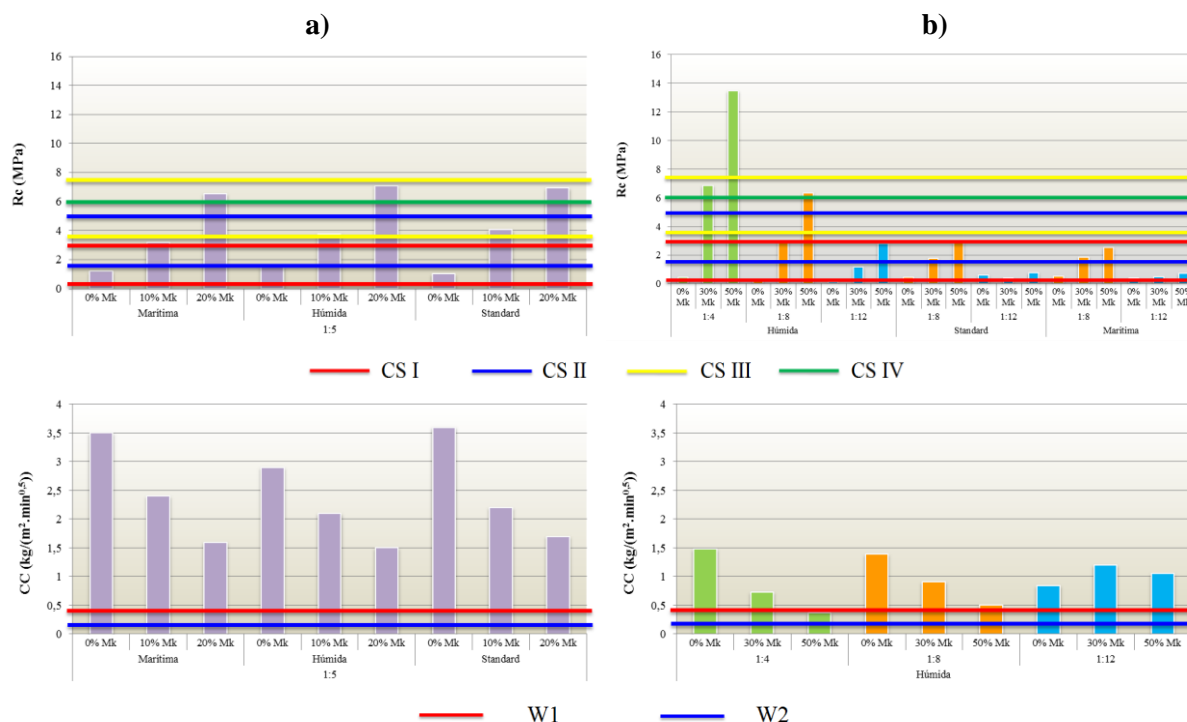 a)
b)
Rc (MPa)
16
14
12
10
8
6
4
2
0
0% Mk 10% Mk 20% Mk 0% Mk 10% Mk 20% Mk 0% Mk 10% Mk 20% Mk
Marítima Húmida Standard
1:5
Rc (MPa)
16
14
12
10
8
6
4
2
0
0% 30% 50% 0% 30% 50% 0% 30% 50% 0% 30% 50% 0% 30% 50% 0% 30% 50% 0% 30% 50%
Mk Mk Mk Mk Mk Mk Mk Mk Mk Mk Mk Mk Mk Mk Mk Mk Mk Mk Mk Mk Mk
1:4 1:8 1:12 1:8 1:12 1:8 1:12
Húmida Standard Marítima
CS I CS II CS III CS IV
CC (kg/(m².min⁰,⁵))
4
3,5
3
2,5
2
1,5
1
0,5
0
0% Mk 10% Mk 20% Mk 0% Mk 10% Mk 20% Mk 0% Mk 10% Mk 20% Mk
Marítima Húmida Standard
1:5
CC (kg/(m².min⁰,⁵))
4
3,5
3
2,5
2
1,5
1
0,5
0
0% Mk 30% Mk 50% Mk 0% Mk 30% Mk 50% Mk 0% Mk 30% Mk 50% Mk
1:4 1:8 1:12
Húmida
W1 W2